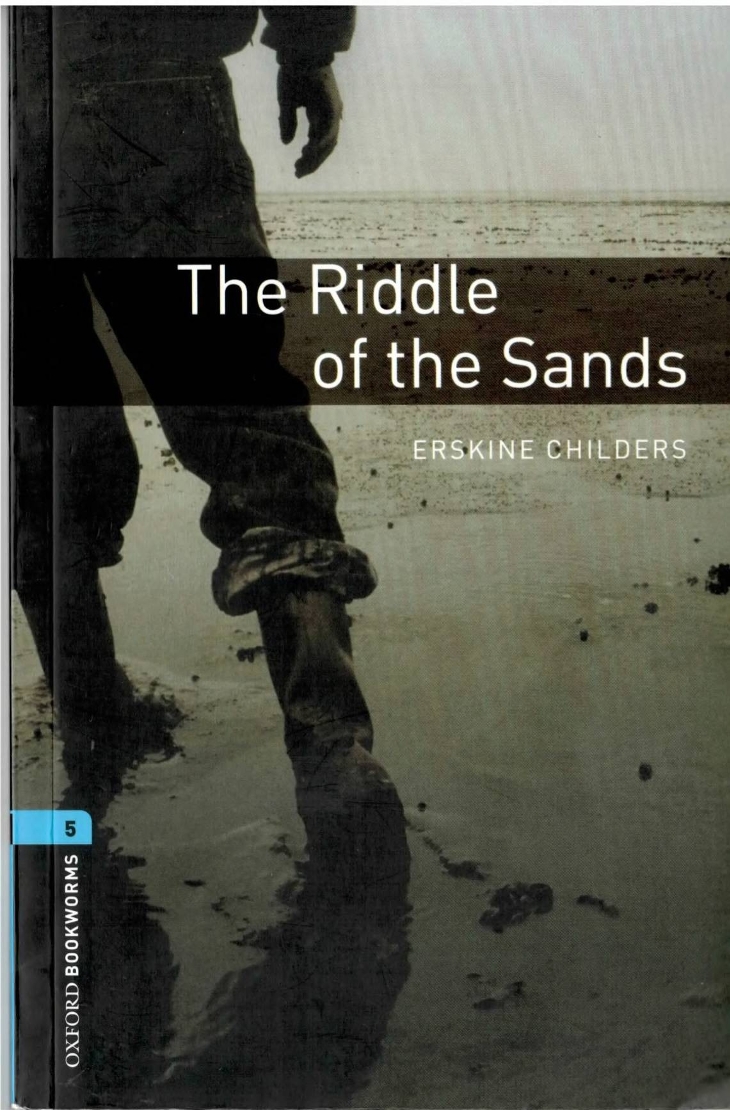 The Riddle
of the Sands
ERSKINE CHILDERS
5
OXFORD BOOKWORMS